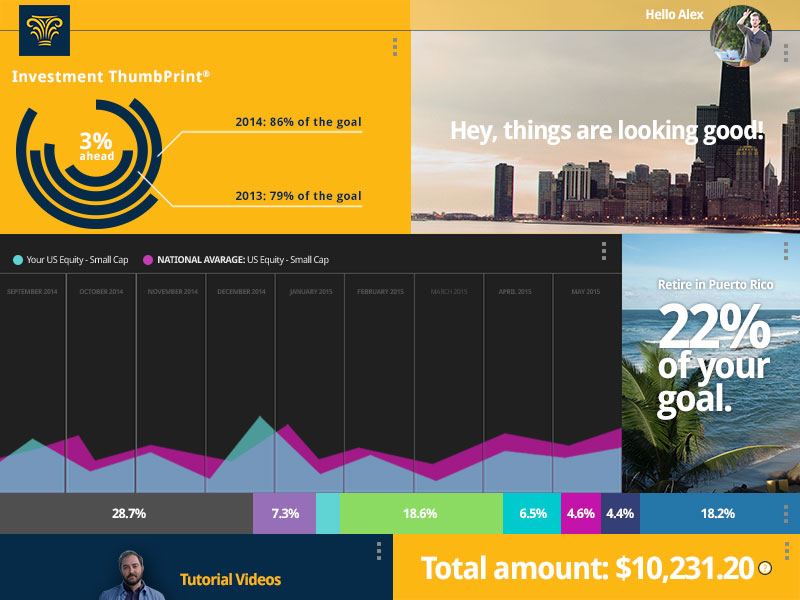 Hello Alex
Investment ThumbPrint®
3%
ahead
2014: 86% of the goal
2013: 79% of the goal
Hey, things are looking good!
Your US Equity - Small Cap
NATIONAL AVARAGE: US Equity - Small Cap
SEPTEMBER 2014
OCTOBER 2014
NOVEMBER 2014
DECEMBER 2014
JANUARY 2015
FEBRUARY 2015
MARCH 2015
APRIL 2015
MAY 2015
Retire in Puerto Rico
22%
of your
goal.
28.7%
7.3%
18.6%
6.5%
4.6%
4.4%
18.2%
Tutorial Videos
Total amount: $10,231.20